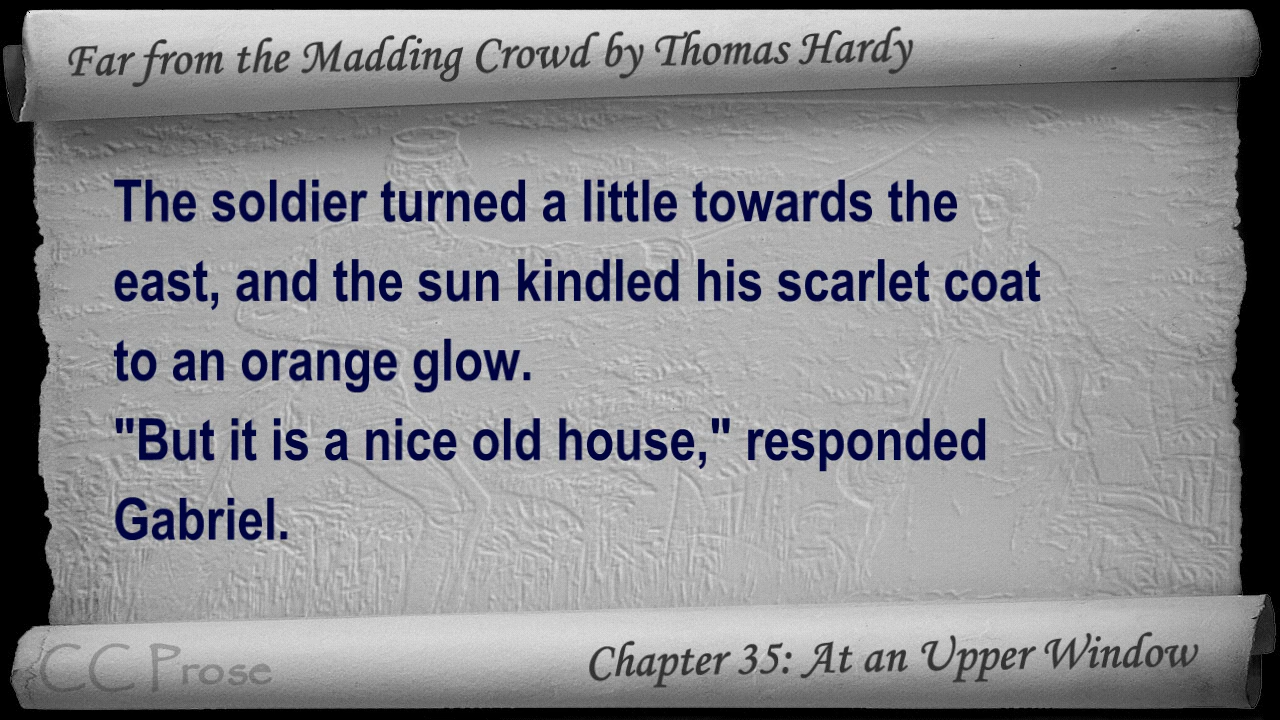 Far from the Madding Crowd by Thomas Hardy
The soldier turned a little towards the
east, and the sun kindled his scarlet coat
to an orange glow.
"But it is a nice old house," responded
Gabriel.
CC Prose
Chapter 35: At an Upper Window